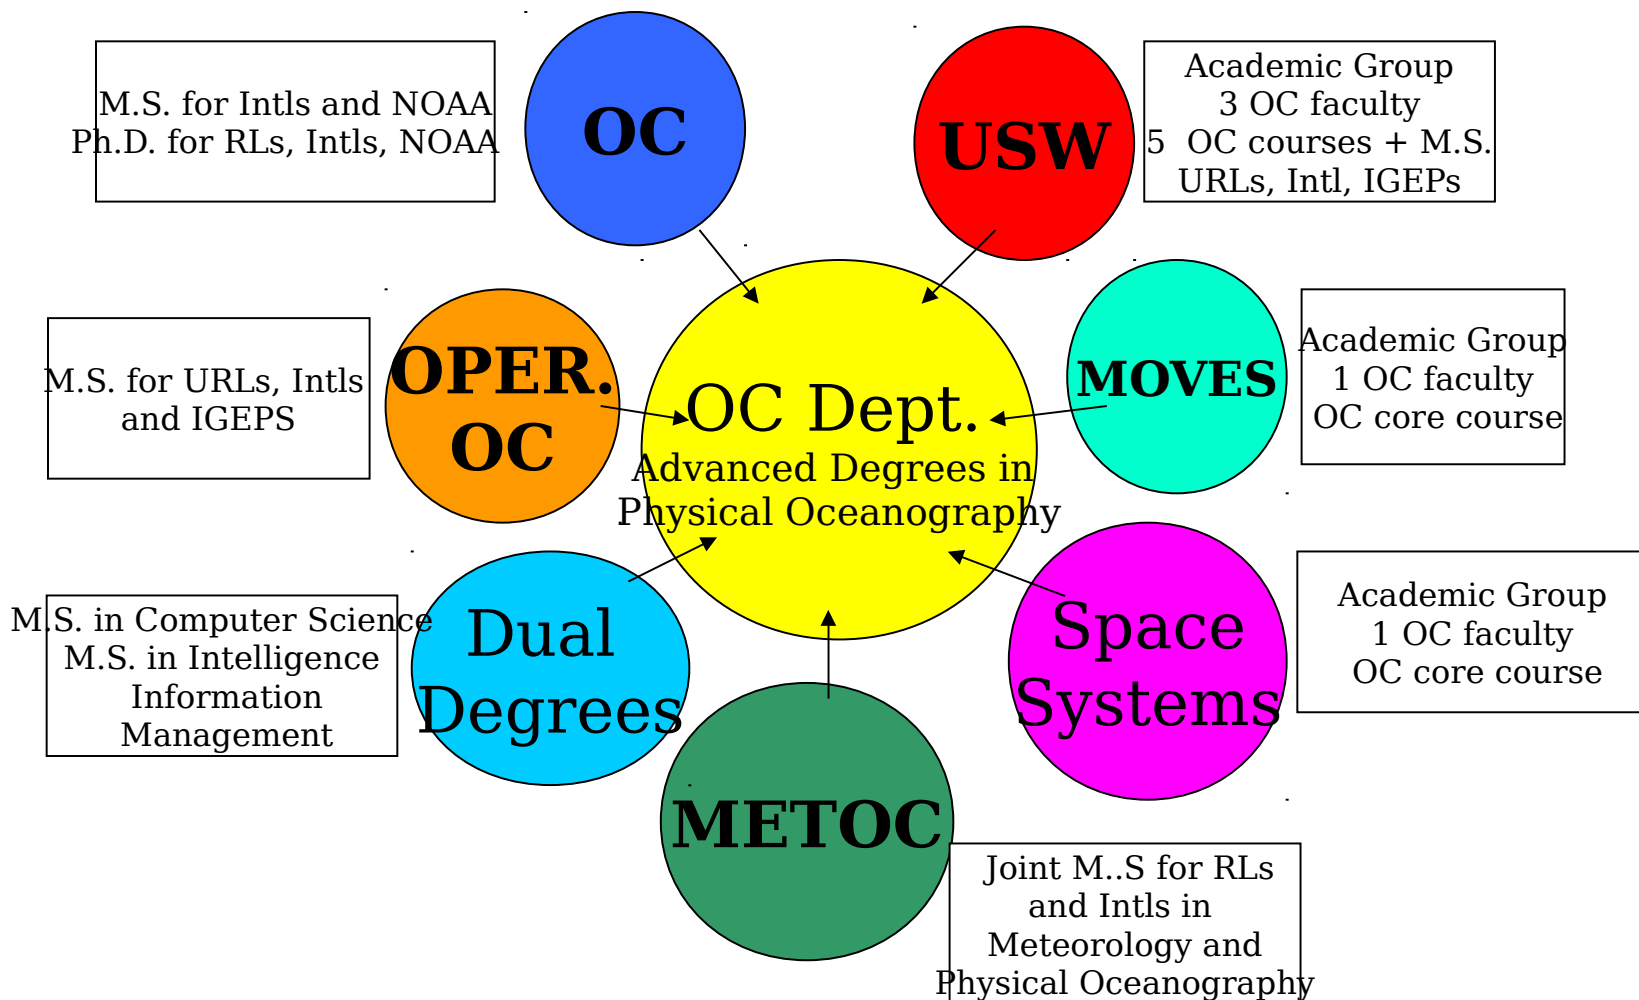 M.S. for Intls and NOAA
Ph.D. for RLs, Intls, NOAA
OC
USW
Academic Group
3 OC faculty
5 OC courses + M.S.
URLs, Intl, IGEPs
M.S. for URLs, Intls
and IGEPS
OPER.
OC
OC Dept.
Advanced Degrees in
Physical Oceanography
MOVES
Academic Group
1 OC faculty
OC core course
M.S. in Computer Science
M.S. in Intelligence
Information
Management
Dual
Degrees
Space
Systems
Academic Group
1 OC faculty
OC core course
METOC
Joint M..S for RLs
and Intls in
Meteorology and
Physical Oceanography